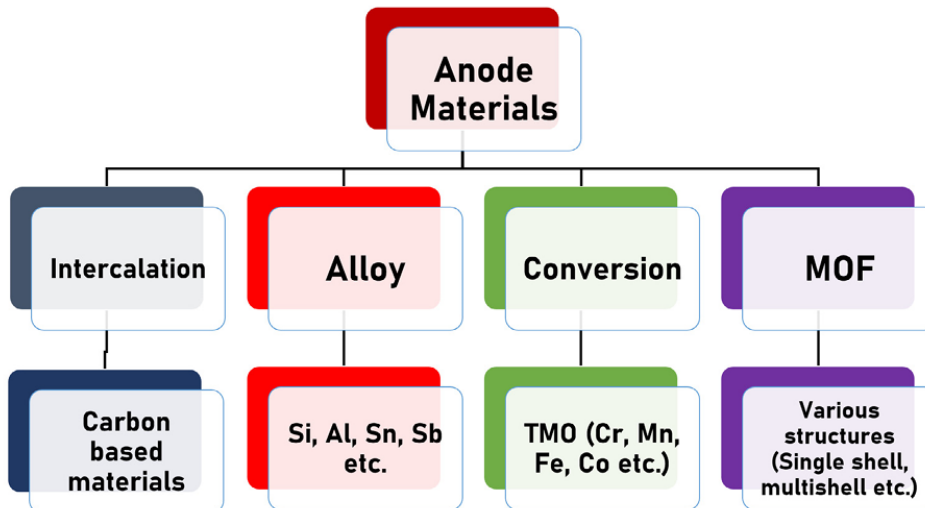 Anode
Materials
Intercalation
Alloy
Conversion
MOF
Carbon
based
materials
Si, Al, Sn, Sb
etc.
TMO (Cr, Mn,
Fe, Co etc.)
Various
structures
(Single shell,
multishell etc.)